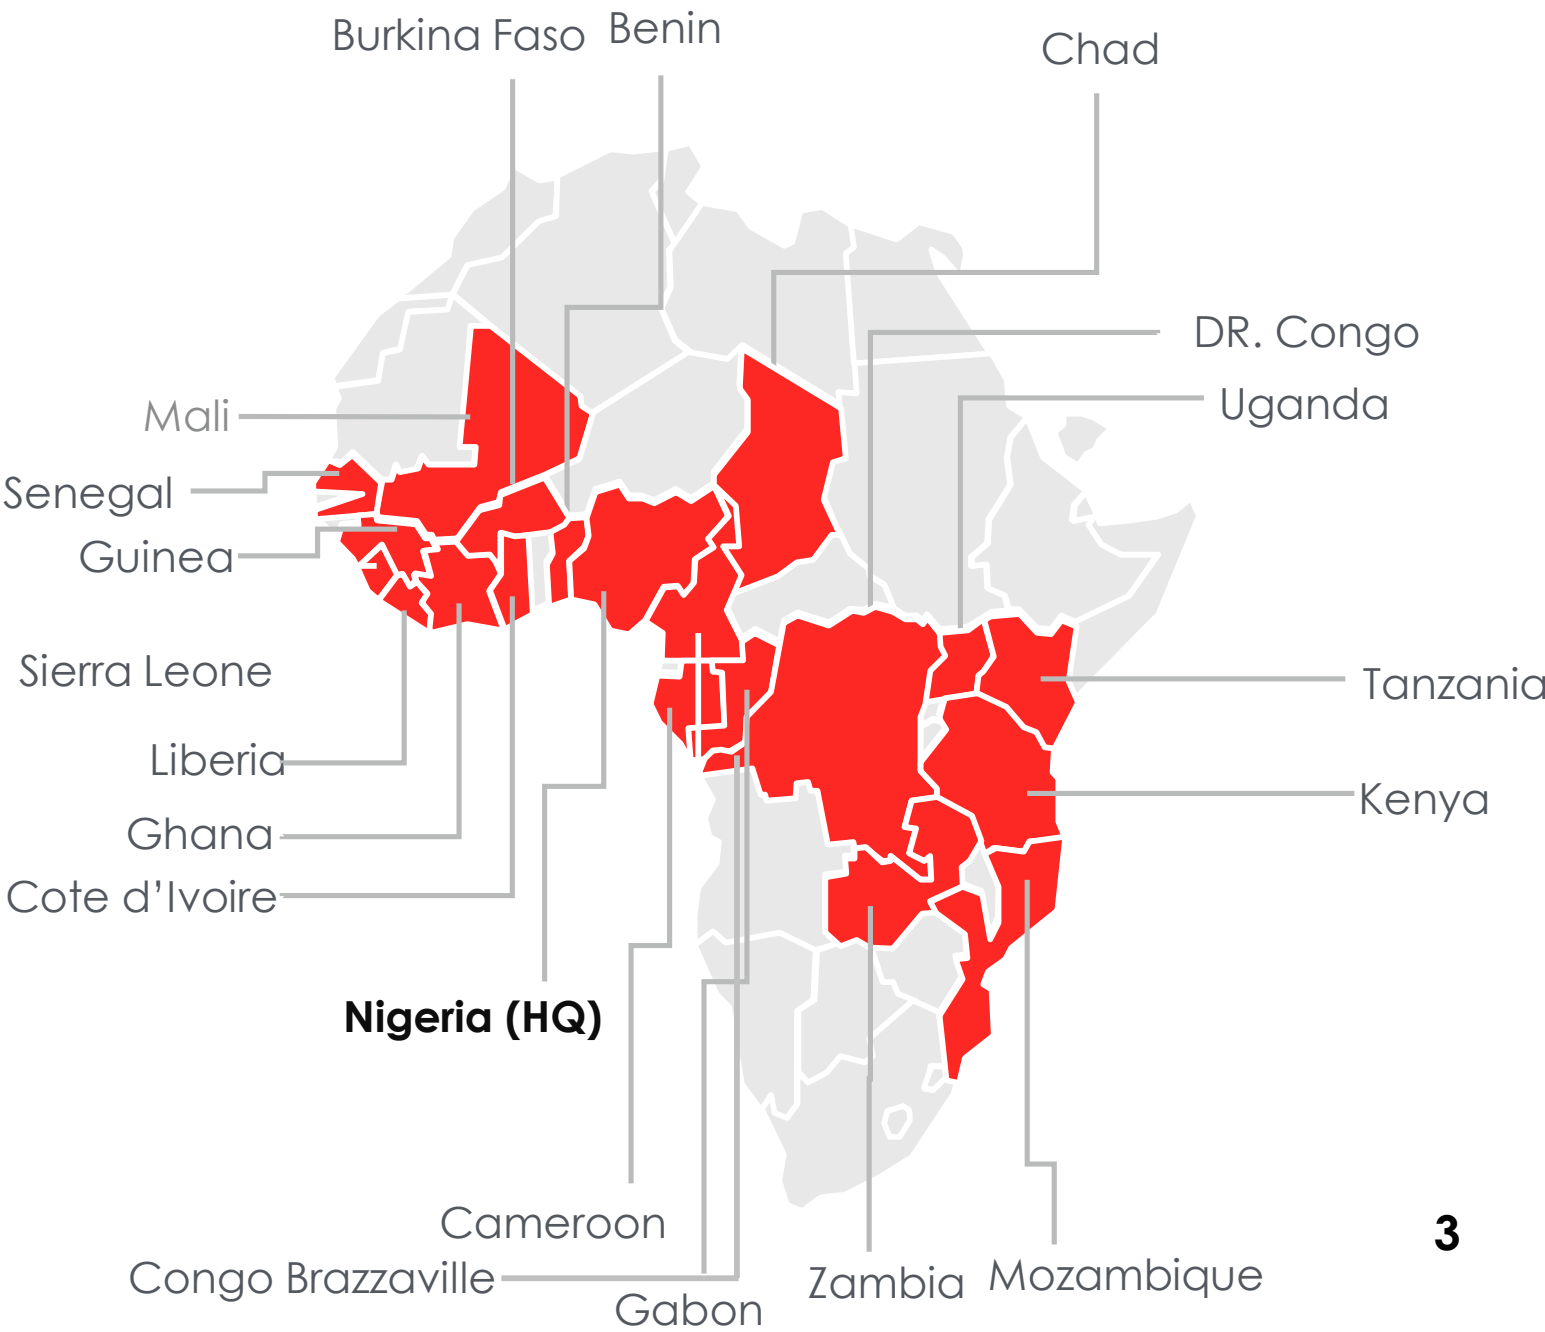 Burkina Faso
Benin
Chad
DR. Congo
Uganda
Mali
Senegal
Guinea
Sierra Leone
Tanzania
Liberia
Kenya
Ghana
Cote d’Ivoire
Nigeria (HQ)
Cameroon
3
Congo Brazzaville
Zambia
Mozambique
Gabon